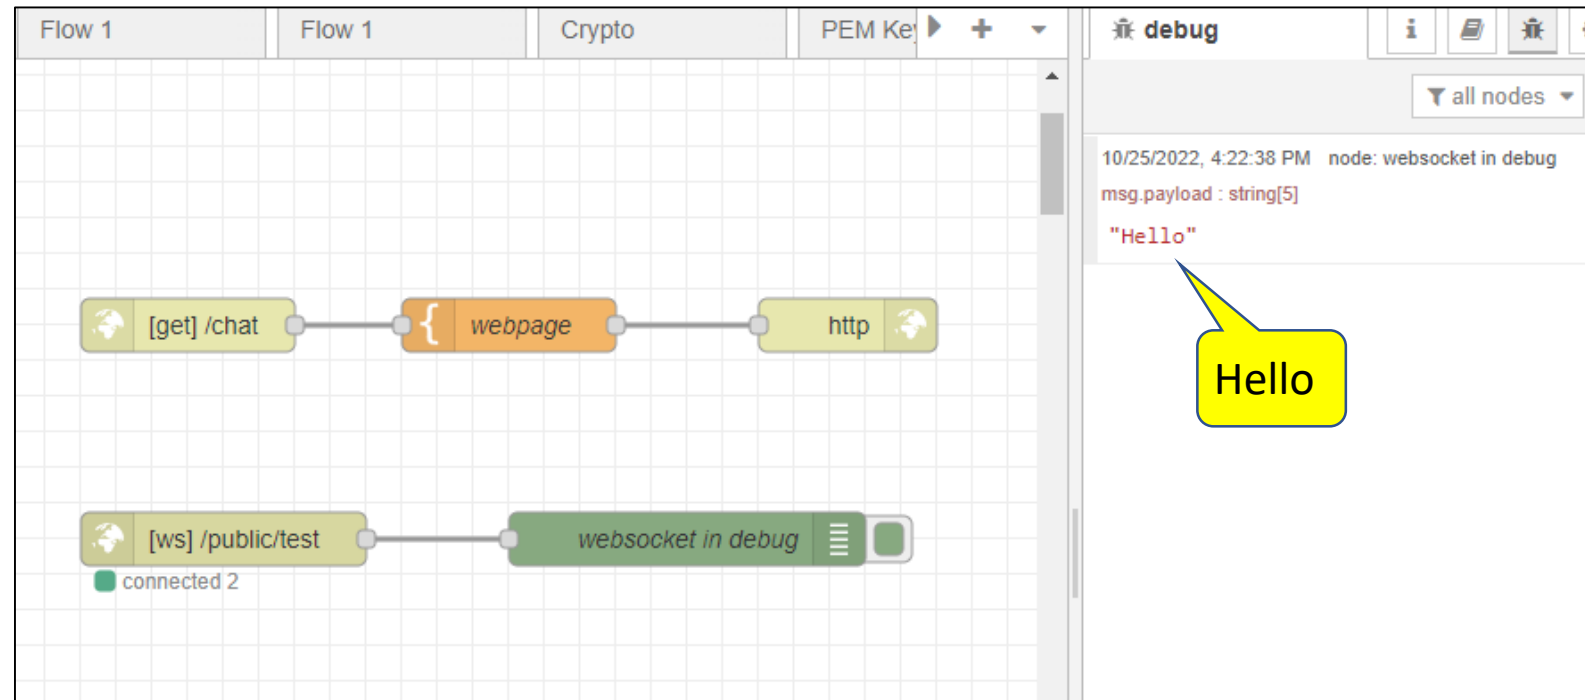 Flow 1
Flow 1
Crypto
PEM Key
debug
all nodes
10/25/2022, 4:22:38 PM node: websocket in debug
msg.payload : string[5]
"Hello"
Hello
[get] /chat
webpage
http
[ws] /public/test
websocket in debug
connected 2